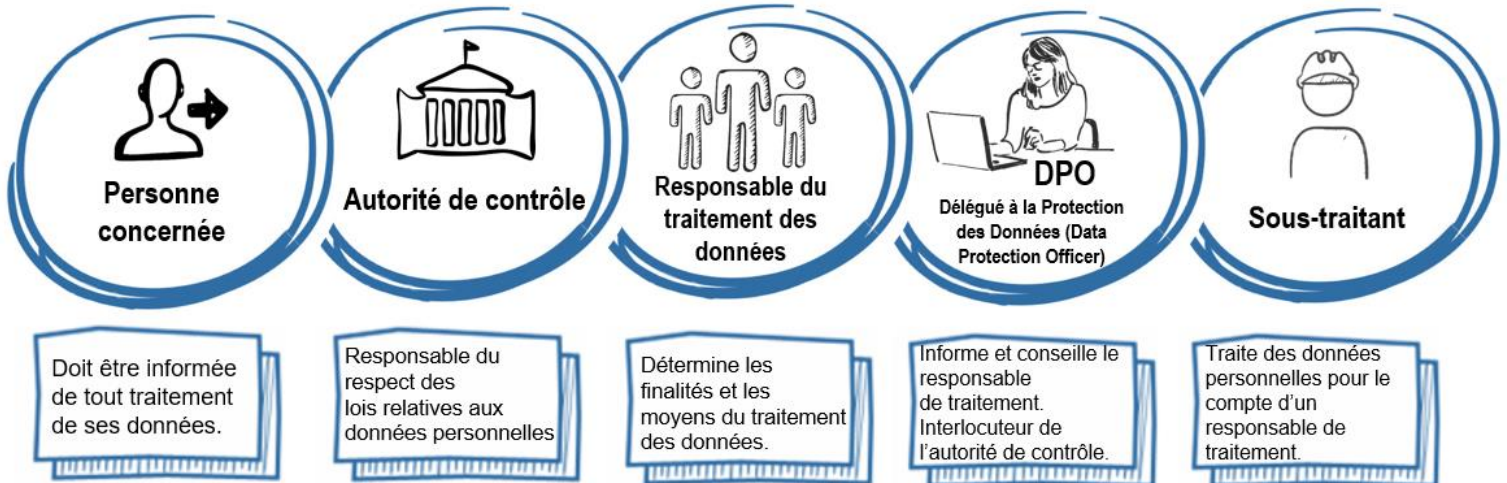 Personne
concernée
Autorité de contrôle
Responsable du
traitement des
données
DPO
Délégué à la Protection
des Données (Data
Protection Officer)
Sous-traitant
Doit être informée
de tout traitement
de ses données.
Responsable du
respect des
lois relatives aux
données personnelles
Détermine les
finalités et les
moyens du traitement
des données.
Informe et conseille le
responsable
de traitement.
Interlocuteur de
l’autorité de contrôle.
Traite des données
personnelles pour le
compte d’un
responsable de
traitement.